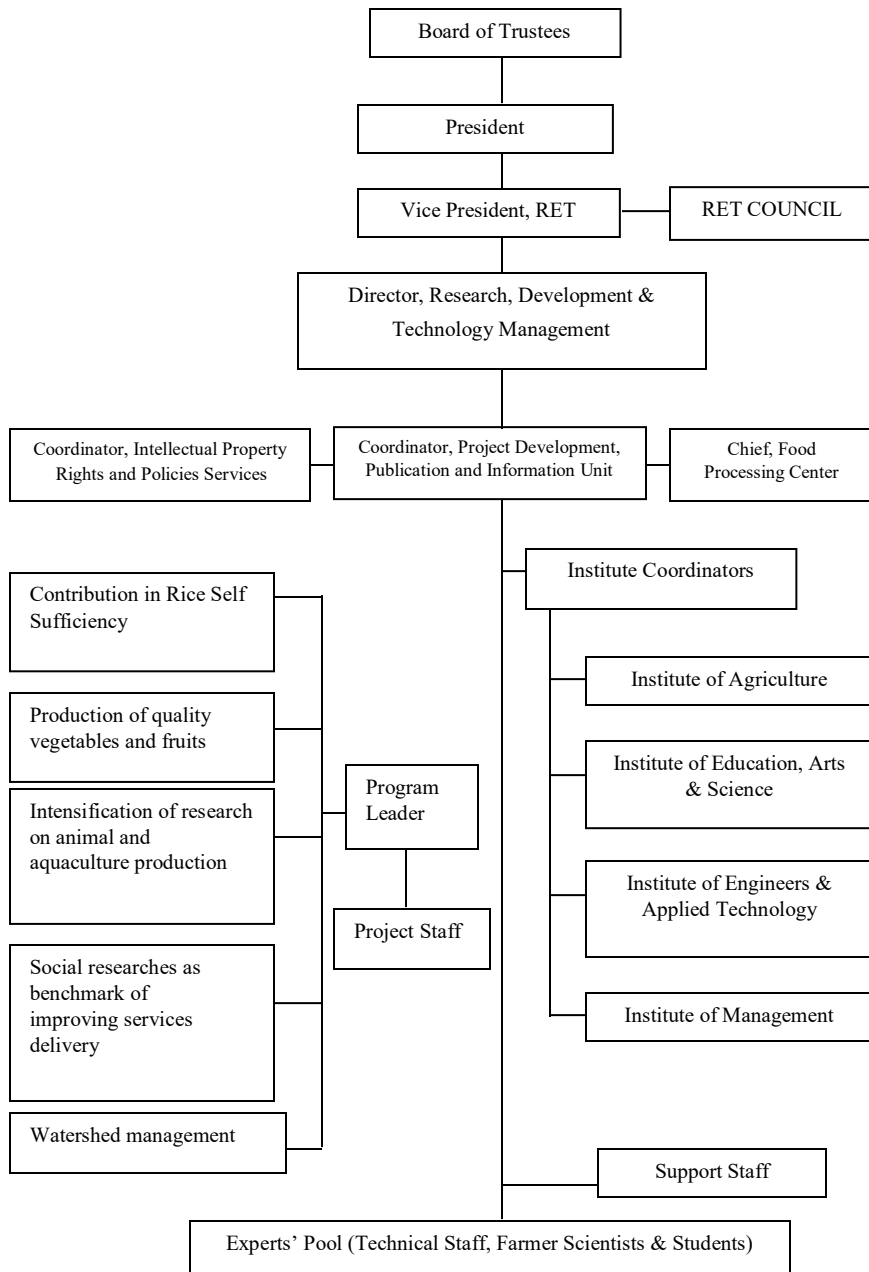 Board of Trustees
President
Vice President, RET
RET COUNCIL
Director, Research, Development &
Technology Management
Coordinator, Intellectual Property
Rights and Policies Services
Coordinator, Project Development,
Publication and Information Unit
Chief, Food
Processing Center
Institute Coordinators
Contribution in Rice Self
Sufficiency
Institute of Agriculture
Production of quality
vegetables and fruits
Institute of Education, Arts
& Science
Program
Leader
Intensification of research
on animal and
aquaculture production
Institute of Engineers &
Applied Technology
Project Staff
Social researches as
benchmark of
improving services
delivery
Institute of Management
Watershed management
Support Staff
Experts’ Pool (Technical Staff, Farmer Scientists & Students)